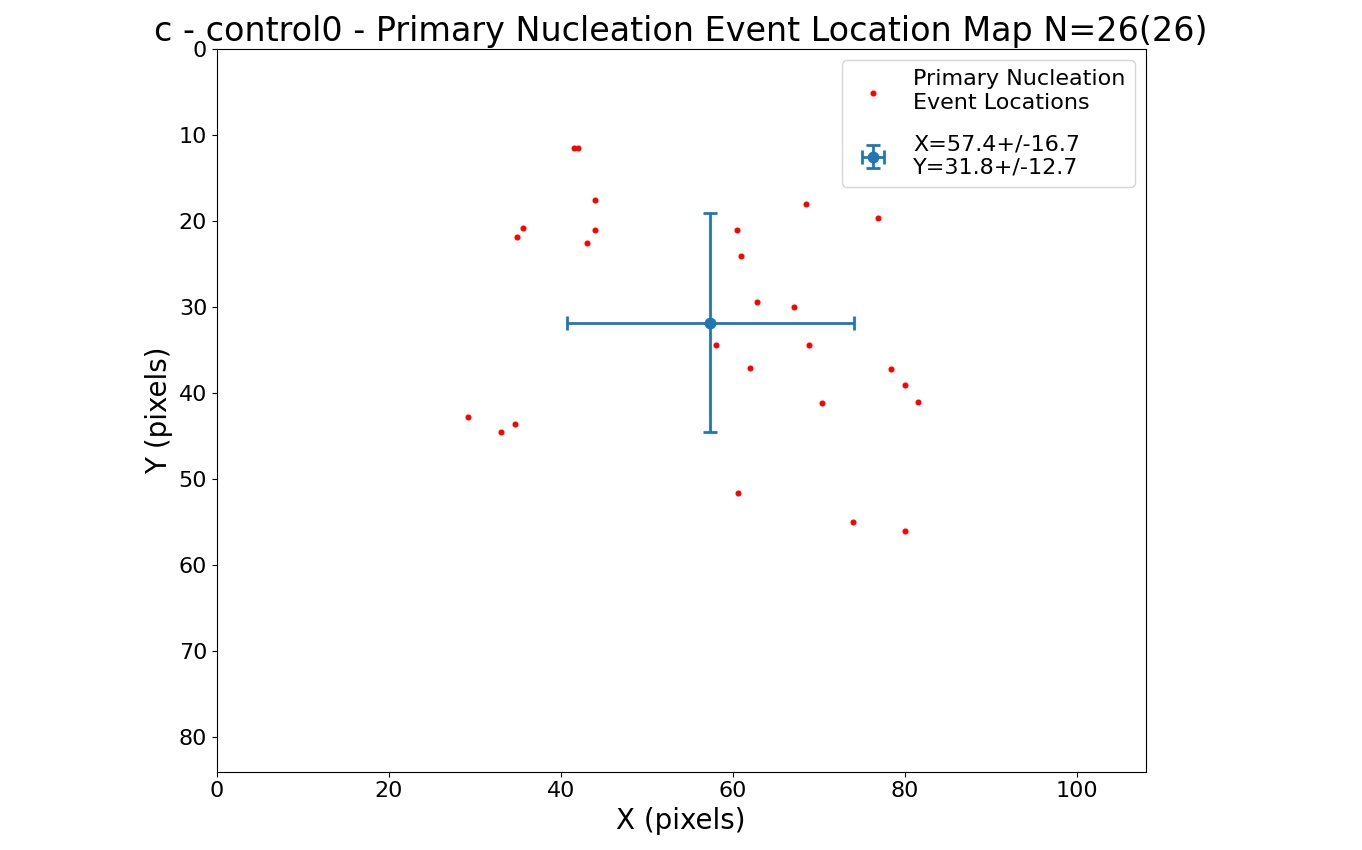 c - control0 - Primary Nucleation Event Location Map N=26(26)
Primary Nucleation
Event Locations
X=57.4+/-16.7
Y=31.8+/-12.7
Y (pixels)
0
10
20
30
40
50
60
70
80
0 20 40 60 80 100
X (pixels)